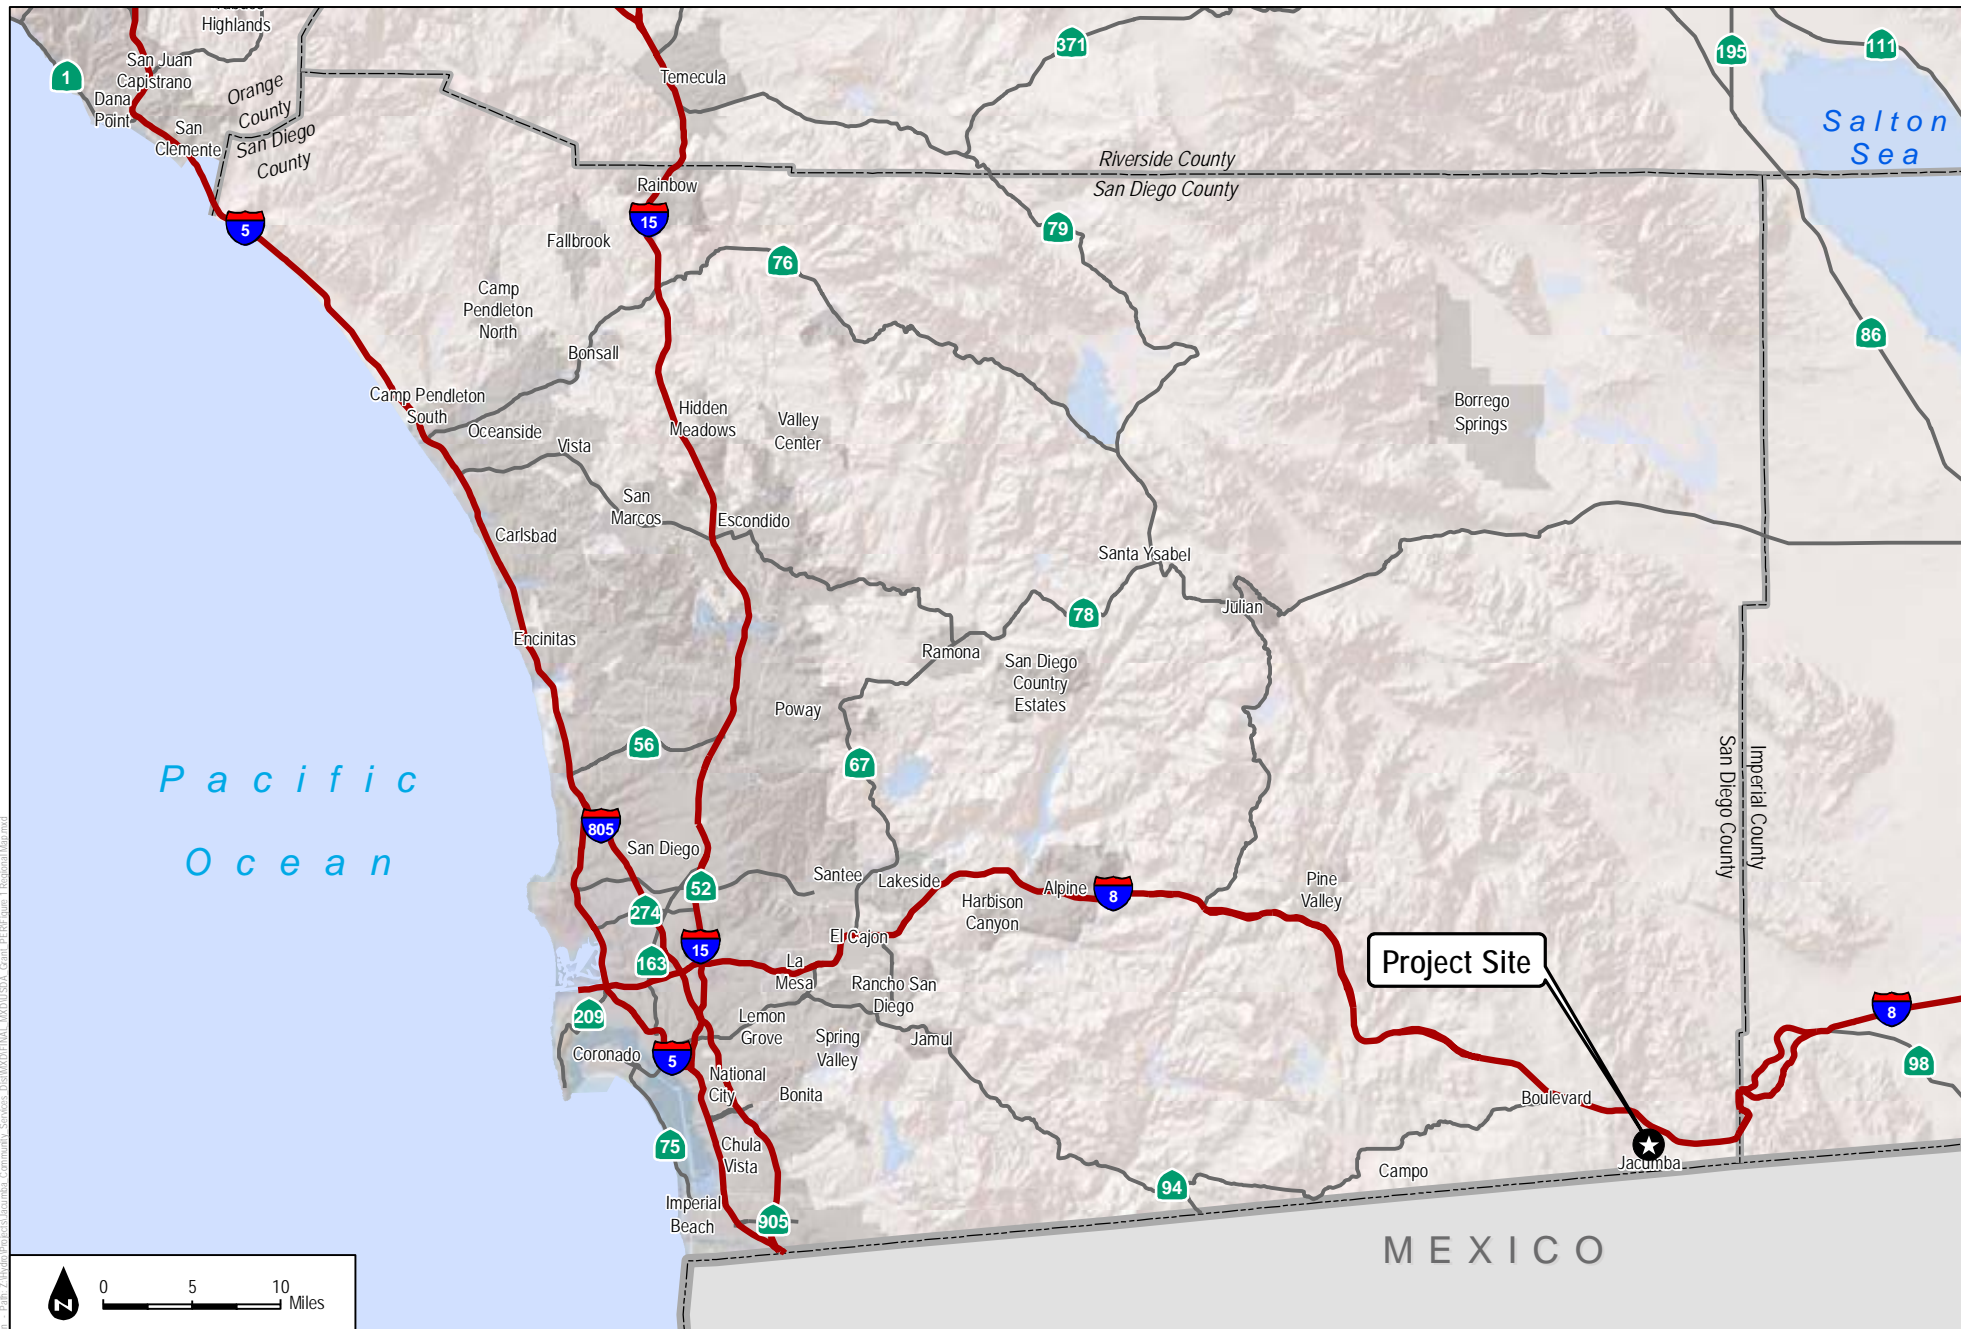 Highlands
San Juan
Capistrano
1
Dana
Point
San
Clemente
Orange
County
San Diego
County
Temecula
371
195
111
Salton
Sea
Riverside County
San Diego County
Rainbow
5
15
Fallbrook
76
79
86
Camp
Pendleton
North
Bonsall
Camp Pendleton
South
Oceanside
Vista
Hidden
Meadows
Valley
Center
Borrego
Springs
San
Marcos
Escondido
Carlsbad
Santa Ysabel
78
Julian
Encinitas
Ramona
San Diego
Country
Estates
Poway
56
67
Pacific
Ocean
Imperial County
San Diego County
805
San Diego
52
274
163
15
Santee
Lakeside
Harbison
Canyon
Alpine
8
Pine
Valley
El Cajon
La
Mesa
Rancho San
Diego
Project Site
209
Coronado
5
Lemon
Grove
Spring
Valley
Jamul
National
City
Bonita
8
98
Boulevard
75
Chula
Vista
Jacumba
Campo
94
Imperial
Beach
905
MEXICO
N
0 5 10
Miles